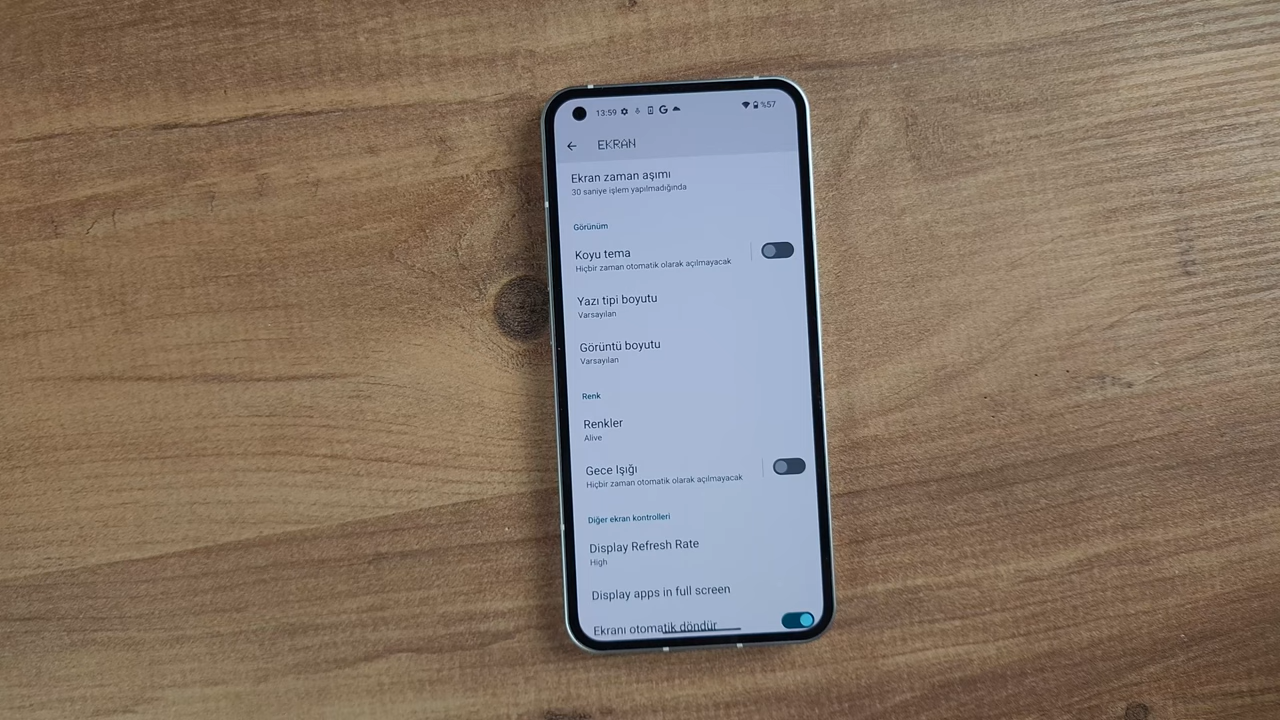 13:59 G %57
EKRAN
Ekran zaman aşımı
30 saniye işlem yapılmadığında
Görünüm
Koyu tema
Hiçbir zaman otomatik olarak açılmayacak
Yazı tipi boyutu
Varsayılan
Görüntü boyutu
Varsayılan
Renk
Renkler
Alive
Gece Işığı
Hiçbir zaman otomatik olarak açılmayacak
Diğer ekran kontrolleri
Display Refresh Rate
High
Display apps in full screen
Ekranı otomatik döndür